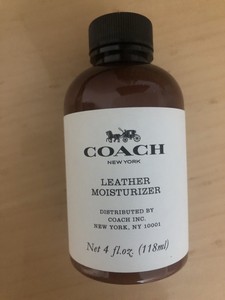 COACH
NEW YORK
LEATHER
MOISTURIZER
DISTRIBUTED BY
COACH INC.
NEW YORK, NY 10001
Net 4 fl.oz. (118ml)